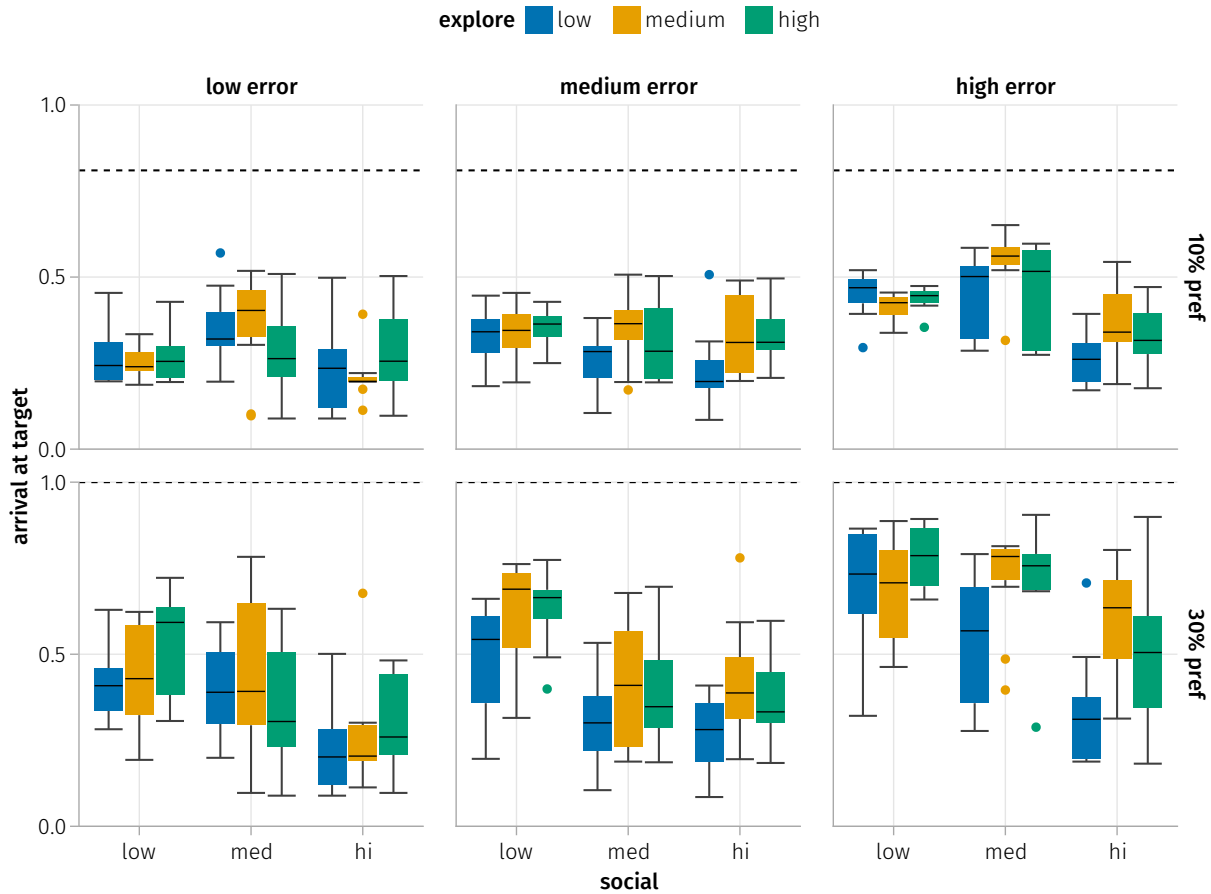 explore low medium high
low error medium error high error
1.0
0.5
0.0
10% pref
arrival at target
1.0
0.5
0.0
30% pref
low med hi low med hi low med hi
social